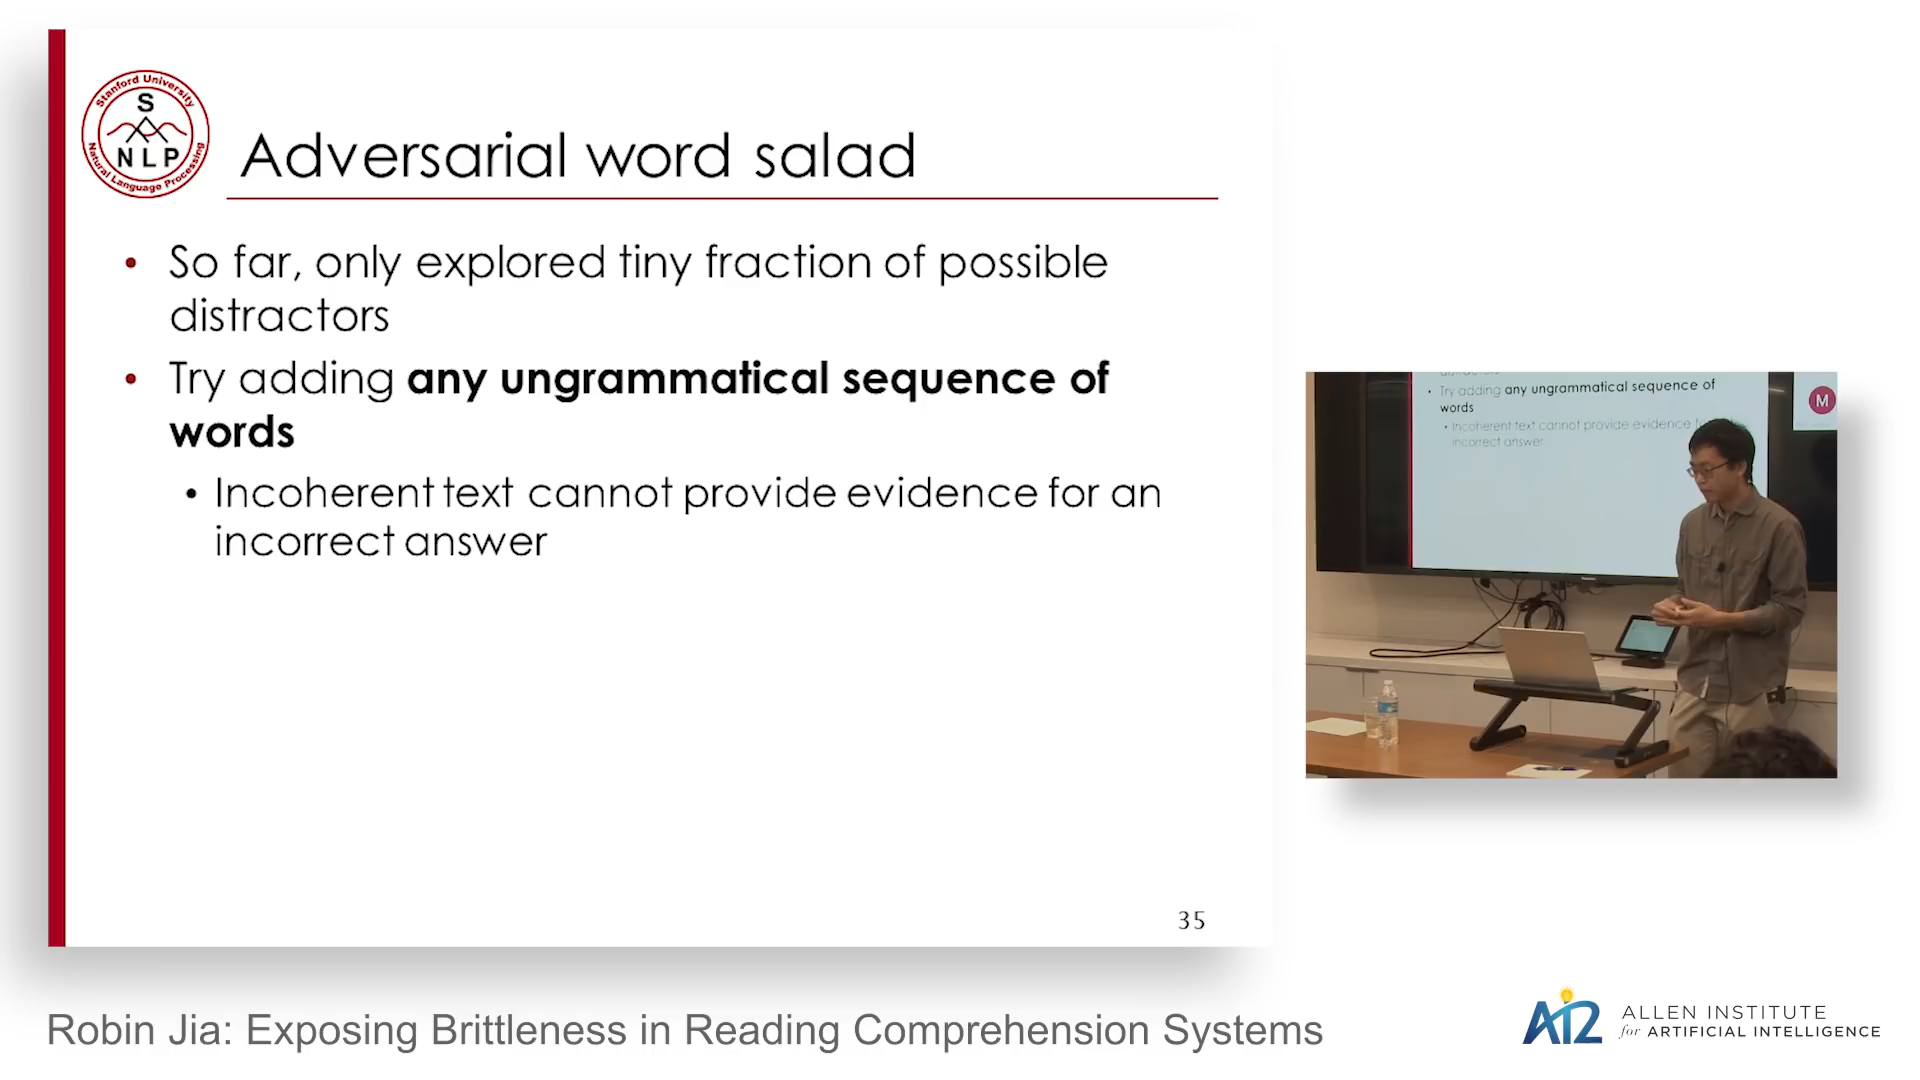 Stanford University
S
NLP
Natural Language Processing
Adversarial word salad
• So far, only explored tiny fraction of possible
distractors
• Try adding any ungrammatical sequence of
words
• Incoherent text cannot provide evidence for an
incorrect answer
35
• Try adding any ungrammatical sequence of
words
• Incoherent text cannot provide evidence
incorrect answer
M
Robin Jia: Exposing Brittleness in Reading Comprehension Systems
AI2
ALLEN INSTITUTE
for ARTIFICIAL INTELLIGENCE